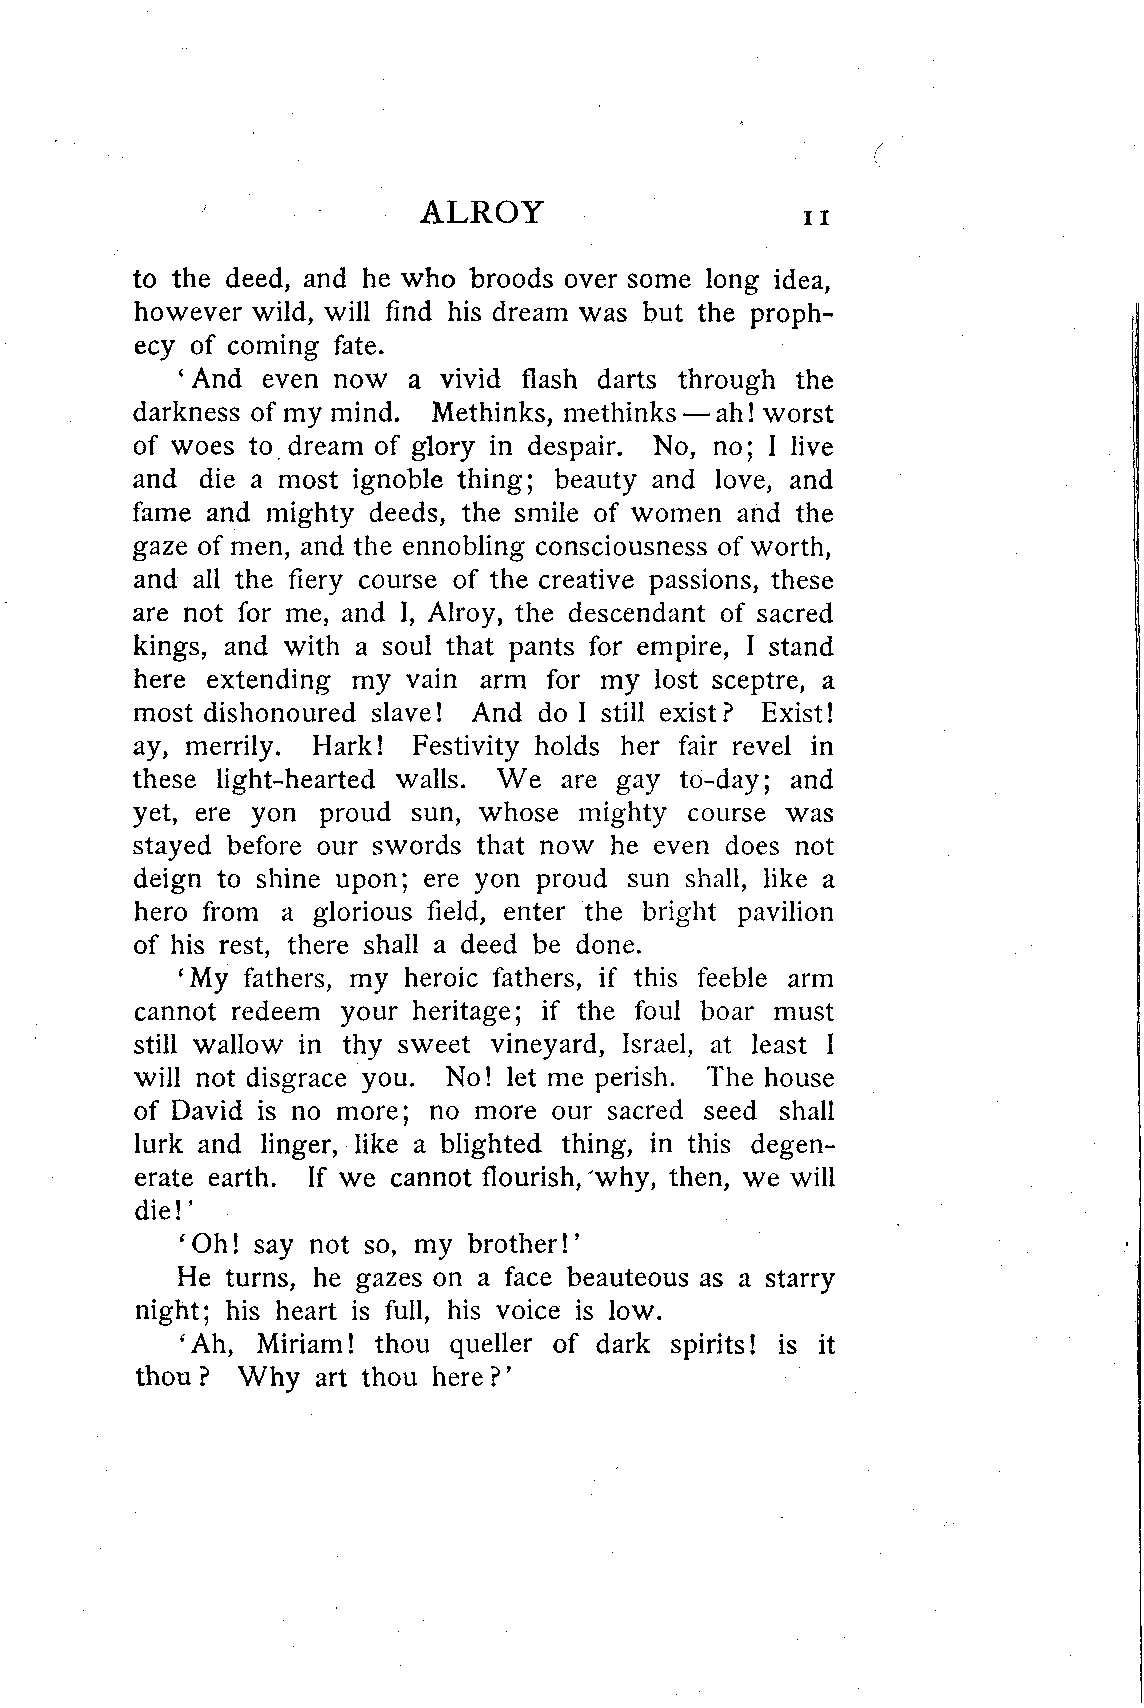 ALROY 11
to the deed, and he who broods over some long idea,
however wild, will find his dream was but the proph-
ecy of coming fate.
‘And even now a vivid flash darts through the
darkness of my mind. Methinks, methinks — ah! worst
of woes to dream of glory in despair. No, no; I live
and die a most ignoble thing; beauty and love, and
fame and mighty deeds, the smile of women and the
gaze of men, and the ennobling consciousness of worth,
and all the fiery course of the creative passions, these
are not for me, and I, Alroy, the descendant of sacred
kings, and with a soul that pants for empire, I stand
here extending my vain arm for my lost sceptre, a
most dishonoured slave! And do I still exist? Exist!
ay, merrily. Hark! Festivity holds her fair revel in
these light-hearted walls. We are gay to-day; and
yet, ere yon proud sun, whose mighty course was
stayed before our swords that now he even does not
deign to shine upon; ere yon proud sun shall, like a
hero from a glorious field, enter the bright pavilion
of his rest, there shall a deed be done.
‘My fathers, my heroic fathers, if this feeble arm
cannot redeem your heritage; if the foul boar must
still wallow in thy sweet vineyard, Israel, at least I
will not disgrace you. No! let me perish. The house
of David is no more; no more our sacred seed shall
lurk and linger, like a blighted thing, in this degen-
erate earth. If we cannot flourish, why, then, we will
die!’
‘Oh! say not so, my brother!’
He turns, he gazes on a face beauteous as a starry
night; his heart is full, his voice is low.
‘Ah, Miriam! thou queller of dark spirits! is it
thou? Why art thou here?’